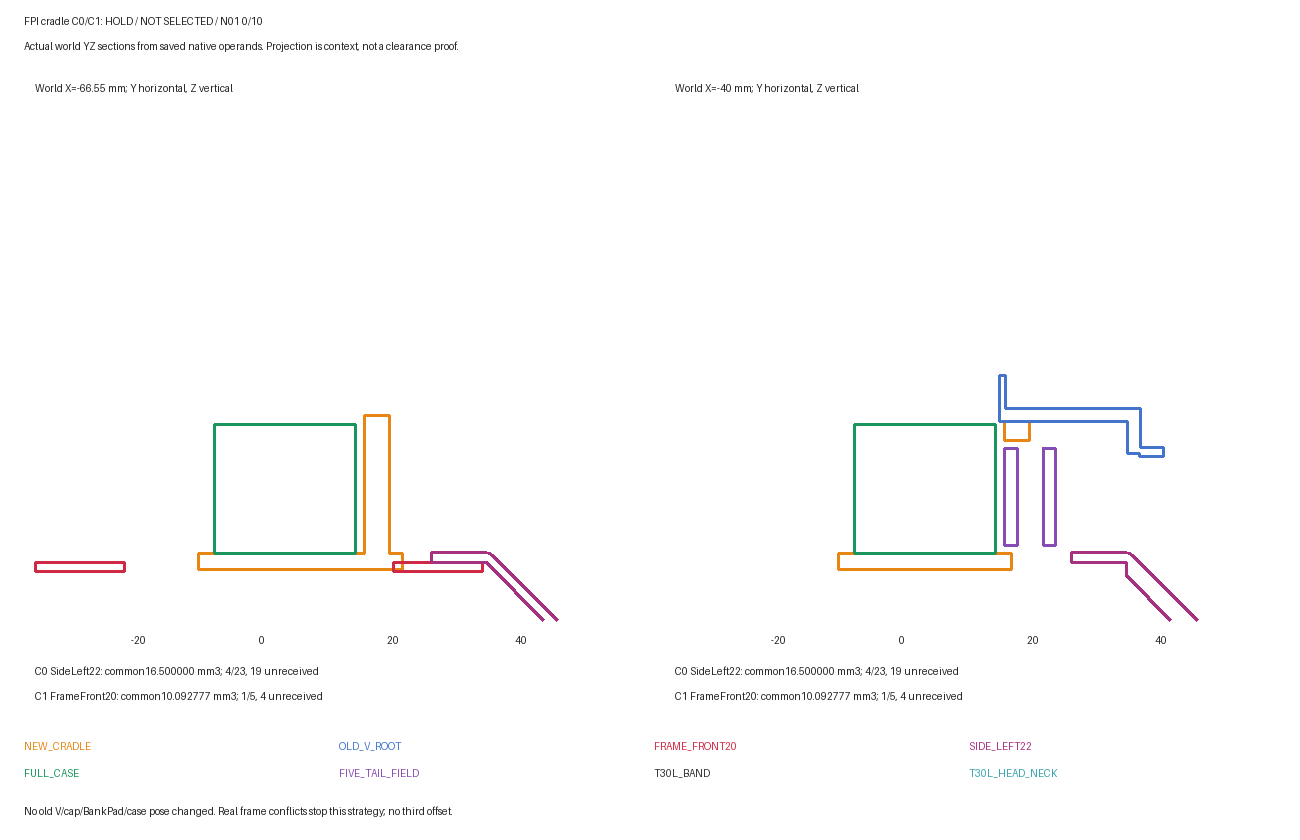 FPI cradle C0/C1: HOLD / NOT SELECTED / N01 0/10
Actual world YZ sections from saved native operands. Projection is context, not a clearance proof.
World X=-66.55 mm; Y horizontal, Z vertical
World X=-40 mm; Y horizontal, Z vertical
-20 0 20 40
-20 0 20 40
C0 SideLeft22: common16.500000 mm3; 4/23, 19 unreceived
C1 FrameFront20: common10.092777 mm3; 1/5, 4 unreceived
C0 SideLeft22: common16.500000 mm3; 4/23, 19 unreceived
C1 FrameFront20: common10.092777 mm3; 1/5, 4 unreceived
NEW_CRADLE OLD_V_ROOT FRAME_FRONT20 SIDE_LEFT22
FULL_CASE FIVE_TAIL_FIELD T30L_BAND T30L_HEAD_NECK
No old V/cap/BankPad/case pose changed. Real frame conflicts stop this strategy; no third offset.